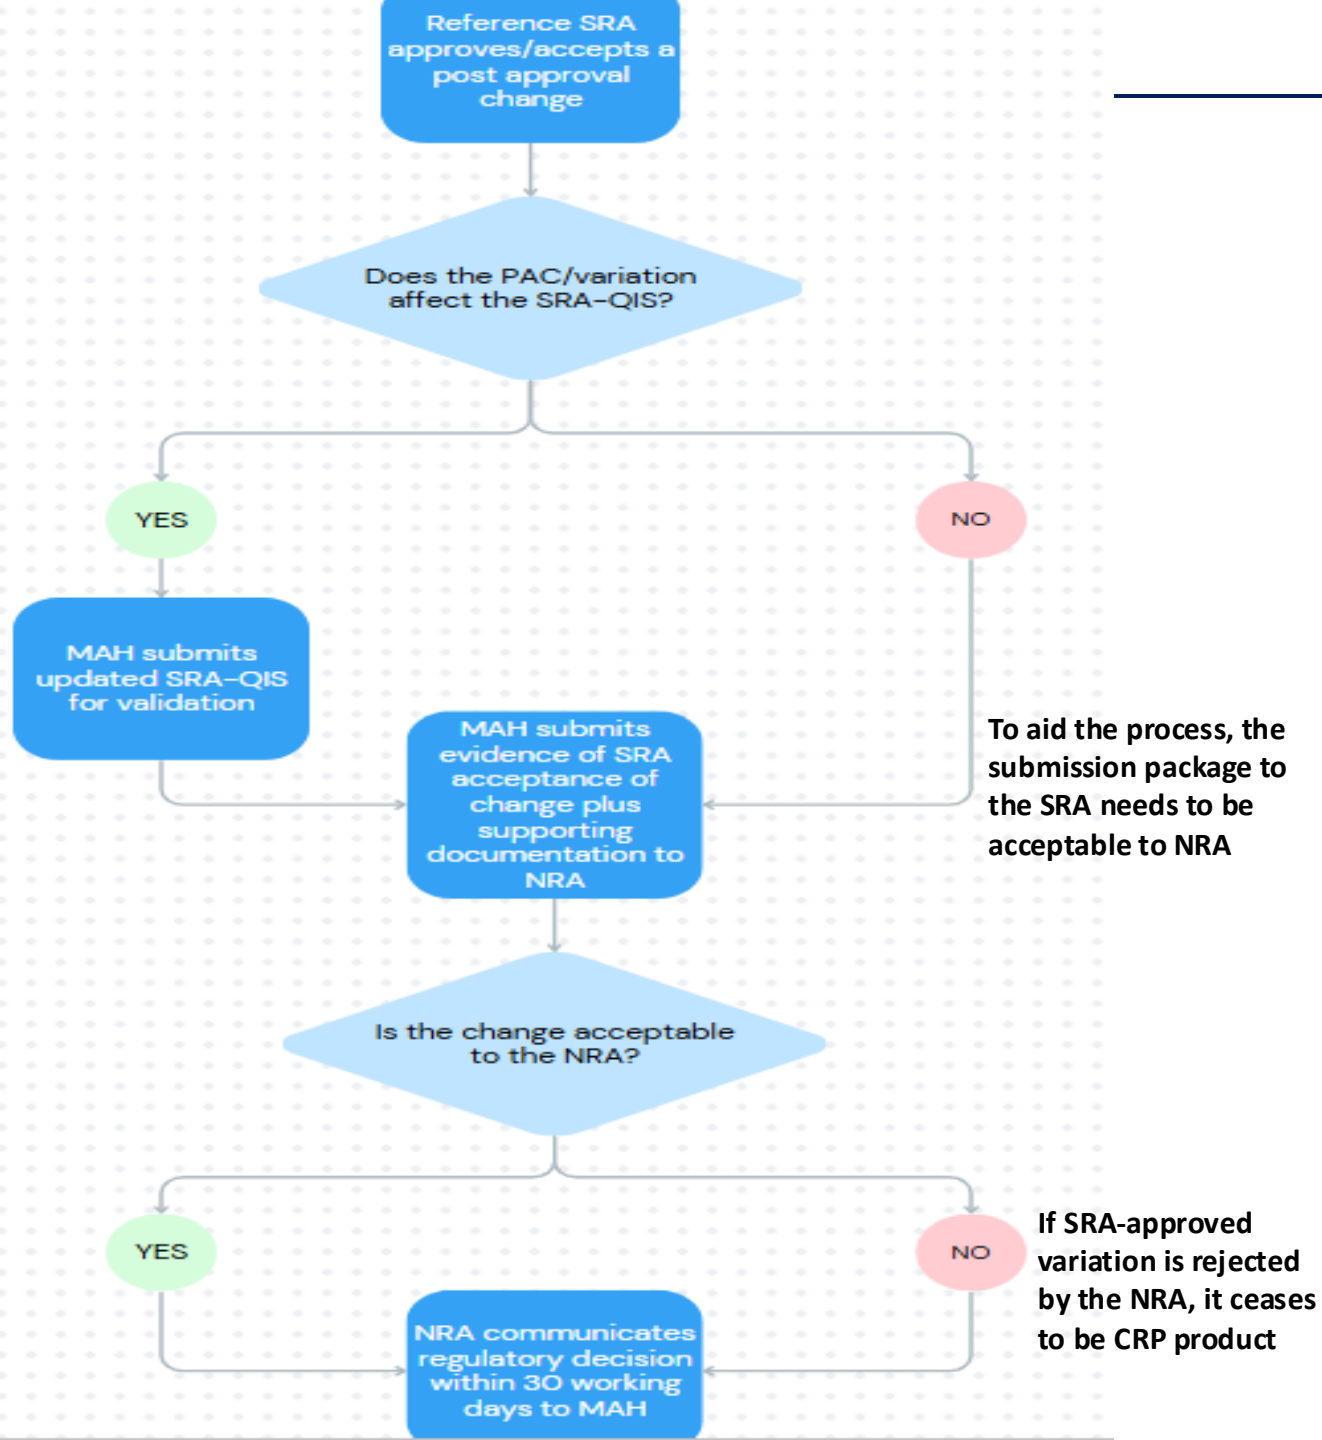 Reference SRA
approves/accepts a
post approval
change
Does the PAC/variation
affect the SRA-QIS?
YES
NO
MAH submits
updated SRA-QIS
for validation
MAH submits
evidence of SRA
acceptance of
change plus
supporting
documentation to
NRA
To aid the process, the
submission package to
the SRA needs to be
acceptable to NRA
Is the change acceptable
to the NRA?
YES
NO
If SRA-approved
variation is rejected
by the NRA, it ceases
to be CRP product
NRA communicates
regulatory decision
within 30 working
days to MAH